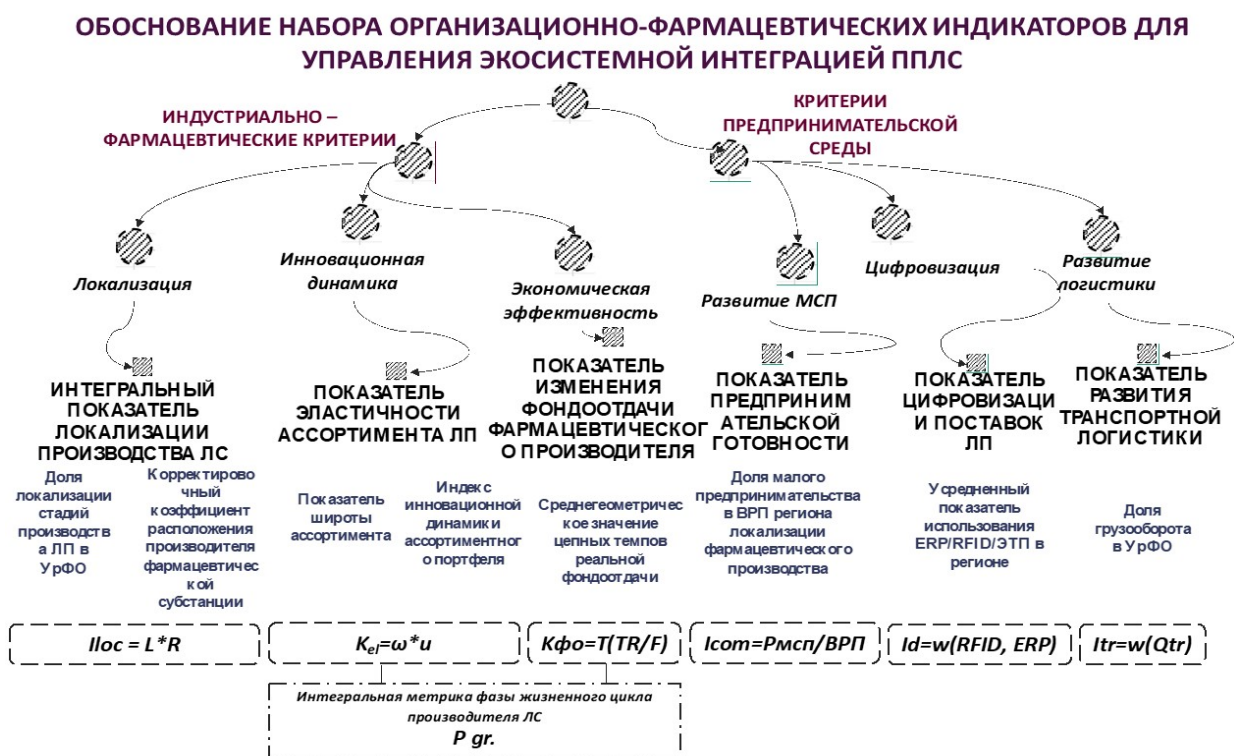 ОБОСНОВАНИЕ НАБОРА ОРГАНИЗАЦИОННО-ФАРМАЦЕВТИЧЕСКИХ ИНДИКАТОРОВ ДЛЯ
УПРАВЛЕНИЯ ЭКОСИСТЕМНОЙ ИНТЕГРАЦИЕЙ ППЛС
ИНДУСТРИАЛЬНО –
ФАРМАЦЕВТИЧЕСКИЕ КРИТЕРИИ
КРИТЕРИИ
ПРЕДПРИНИМАТЕЛЬСКОЙ
СРЕДЫ
Локализация
Инновационная
динамика
Экономическая
эффективность
Развитие МСП
Цифровизация
Развитие
логистики
ИНТЕГРАЛЬНЫЙ
ПОКАЗАТЕЛЬ
ЛОКАЛИЗАЦИИ
ПРОИЗВОДСТВА ЛС
ПОКАЗАТЕЛЬ
ЭЛАСТИЧНОСТИ
АССОРТИМЕНТА ЛП
ПОКАЗАТЕЛЬ
ИЗМЕНЕНИЯ
ФОНДООТДАЧИ
ФАРМАЦЕВТИЧЕСКОГ
О ПРОИЗВОДИТЕЛЯ
ПОКАЗАТЕЛЬ
ПРЕДПРИНИМ
АТЕЛЬСКОЙ
ГОТОВНОСТИ
ПОКАЗАТЕЛЬ
ЦИФРОВИЗАЦИ
И ПОСТАВОК
ЛП
ПОКАЗАТЕЛЬ
РАЗВИТИЯ
ТРАНСПОРТНОЙ
ЛОГИСТИКИ
Доля
локализации
стадий
производств
а ЛП в
УрФО
Корректирово
чный
коэффициент
расположения
производителя
фармацевтичес
кой
субстанции
Показатель
широты
ассортимента
Индекс
инновационной
динамики
ассортиментног
о портфеля
Среднегеометричес
кое значение
цепных темпов
реальной
фондоотдачи
Доля малого
предпринимательства
в ВРП региона
локализации
фармацевтического
производства
Усредненный
показатель
использования
ERP/RFID/ЭТП в
регионе
Доля
грузооборота
в УрФО
Iloc = L*R
Kel=ω*u
Кфо=T(TR/F)
Icom=Рмсп/ВРП
Id=w(RFID, ERP)
Itr=w(Qtr)
Интегральная метрика фазы жизненного цикла
производителя ЛС
P gr.